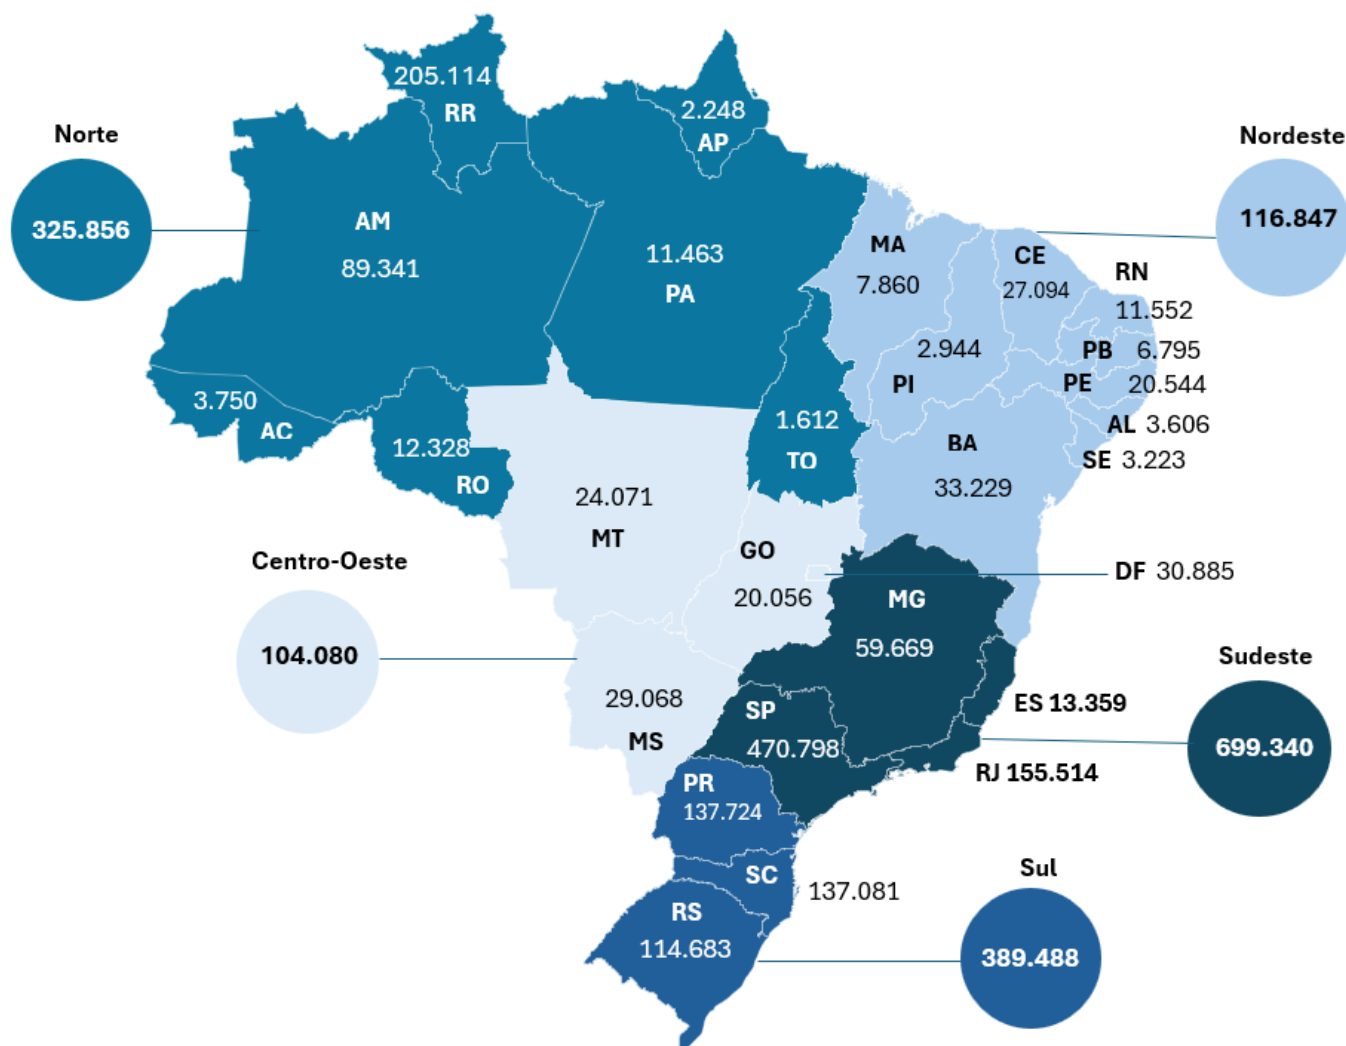 205.114
RR
2.248
AP
Norte
325.856
Nordeste
116.847
AM
89.341
11.463
PA
MA
7.860
CE
27.094
RN
11.552
2.944
PI
PB 6.795
PE 20.544
3.750
AC
12.328
RO
1.612
TO
BA
33.229
AL 3.606
SE 3.223
24.071
MT
GO
20.056
DF 30.885
Centro-Oeste
104.080
MG
59.669
29.068
MS
SP
470.798
ES 13.359
Sudeste
699.340
RJ 155.514
PR
137.724
SC
137.081
RS
114.683
Sul
389.488